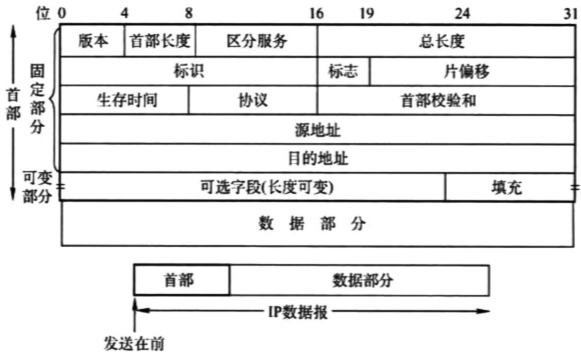 位 0 4 8 16 19 24 31
版本 首部长度 区分服务 总长度
标识 标志 片偏移
生存时间 协议 首部校验和
源地址
目的地址
可选字段(长度可变) 填充
数据部分
首部
固定部分
可变部分
首部 数据部分
IP数据报
发送在前